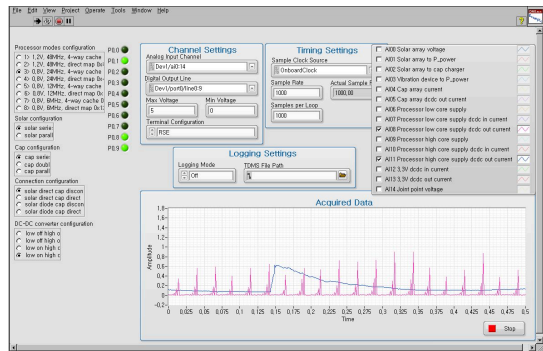 File Edit View Project Operate Tools Window Help
Processor modes configuration
1> 1,2V, 48MHz, 4-way cache
2> 1,2V, 48MHz, direct map 0x
3> 0,8V, 24MHz, 4-way cache
4> 0,8V, 24MHz, direct map 0x
5> 0,8V, 12MHz, 4-way cache
6> 0,8V, 12MHz, direct map 0x
7> 0,8V, 6MHz, 4-way cache
8> 0,8V, 6MHz, direct map 0x1
P0.0
P0.1
P0.2
P0.3
P0.4
P0.5
P0.6
P0.7
P0.8
P0.9
Solar configuration
solar serie
solar parall
Cap configuration
cap serie
cap doubl
cap paral
Connection configuration
solar direct cap discon
solar direct cap direct
solar diode cap discon
solar diode cap direct
DC-DC converter configuration
low off high o
low off high o
low on high c
low on high c
Channel Settings
Analog Input Channel
Dev1/ai0:14
Digital Output Line
Dev1/port0/line0:9
Max Voltage
5
Min Voltage
0
Terminal Configuration
RSE
Timing Settings
Sample Clock Source
OnboardClock
Sample Rate
1000
Actual Sample F
1000,00
Samples per Loop
1000
AI00 Solar array voltage
AI01 Solar array to P_power
AI02 Solar array to cap charger
AI03 Vibration device to P_power
AI04 Cap array current
AI05 Cap array dcdc current
AI06 Processor low core supply
AI07 Processor low core supply dcdc in current
AI08 Processor low core supply dcdc out current
AI09 Processor high core supply
AI10 Processor high core supply dcdc in current
AI11 Processor high core supply dcdc out current
AI12 3,3V dcdc in current
AI13 3,3V dcdc out current
AI14 Joint point voltage
Logging Settings
Logging Mode
Off
TDMS File Path
Acquired Data
Amplitude
1,8
1,6
1,4
1,2
1
0,8
0,6
0,4
0,2
0
-0,2
0 0,025 0,05 0,075 0,1 0,125 0,15 0,175 0,2 0,225 0,25 0,275 0,3 0,325 0,35 0,375 0,4 0,425 0,45 0,475 0,5
Time
Stop